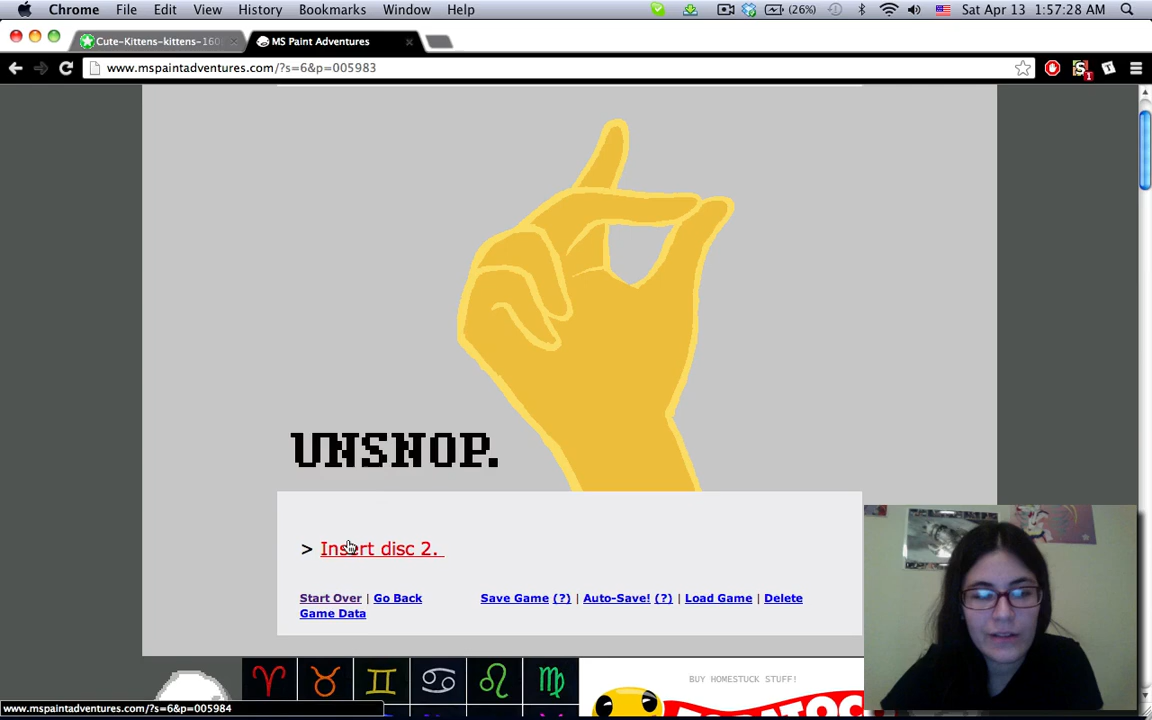 Chrome File Edit View History Bookmarks Window Help (26%) Sat Apr 13 1:57:28 AM
Cute-Kittens-kittens-160 MS Paint Adventures
www.mspaintadventures.com/?s=6&p=005983
UNSNOP.
> Insert disc 2.
Start Over | Go Back Save Game (?) | Auto-Save! (?) | Load Game | Delete
Game Data
BUY HOMESTUCK STUFF!
www.mspaintadventures.com/?s=6&p=005984